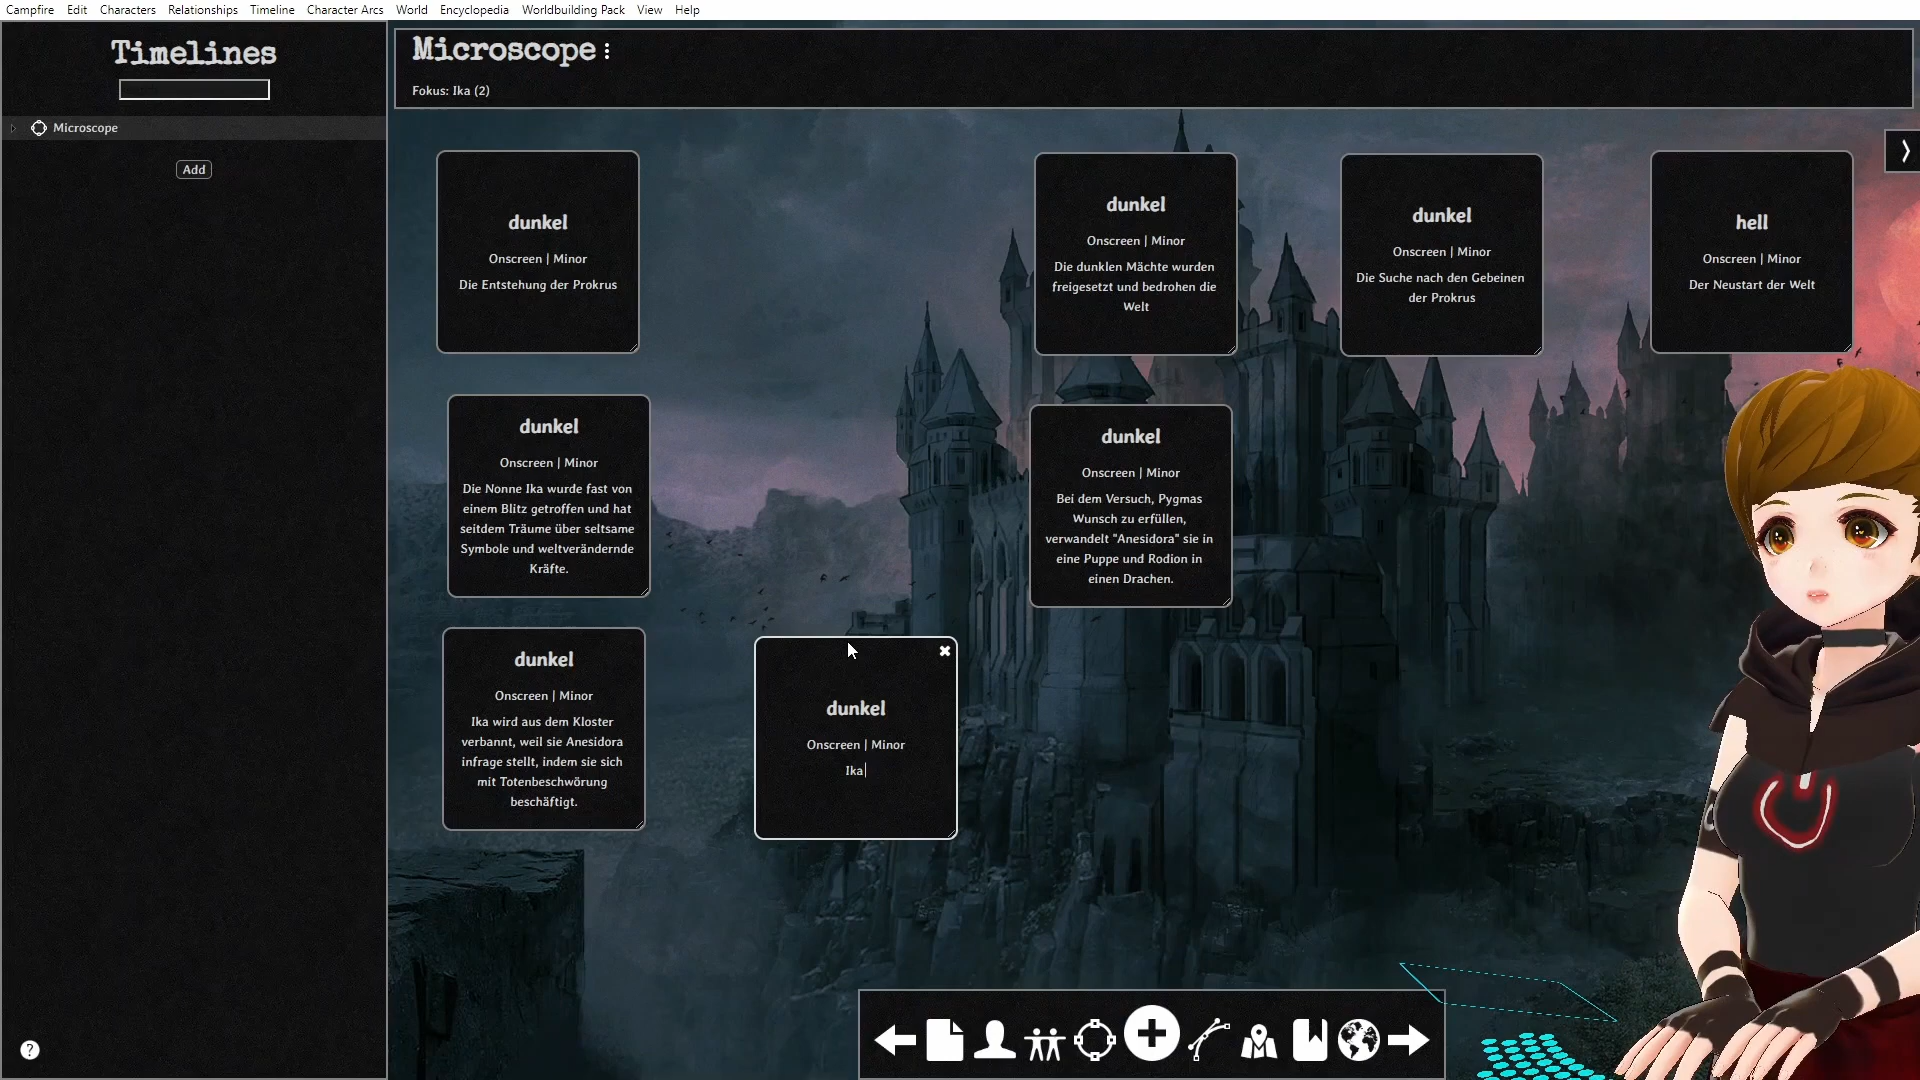 Campfire Edit Characters Relationships Timeline Character Arcs World Encyclopedia Worldbuilding Pack View Help
Timelines
Microscope
Add
?
Microscope
Fokus: Ika (2)
dunkel
Onscreen | Minor
Die Entstehung der Prokrus
dunkel
Onscreen | Minor
Die dunklen Mächte wurden
freigesetzt und bedrohen die
Welt
dunkel
Onscreen | Minor
Die Suche nach den Gebeinen
der Prokrus
hell
Onscreen | Minor
Der Neustart der Welt
dunkel
Onscreen | Minor
Die Nonne Ika wurde fast von
einem Blitz getroffen und hat
seitdem Träume über seltsame
Symbole und weltverändernde
Kräfte.
dunkel
Onscreen | Minor
Bei dem Versuch, Pygmas
Wunsch zu erfüllen,
verwandelt "Anesidora" sie in
eine Puppe und Rodion in
einen Drachen.
dunkel
Onscreen | Minor
Ika wird aus dem Kloster
verbannt, weil sie Anesidora
infrage stellt, indem sie sich
mit Totenbeschwörung
beschäftigt.
dunkel
Onscreen | Minor
Ika